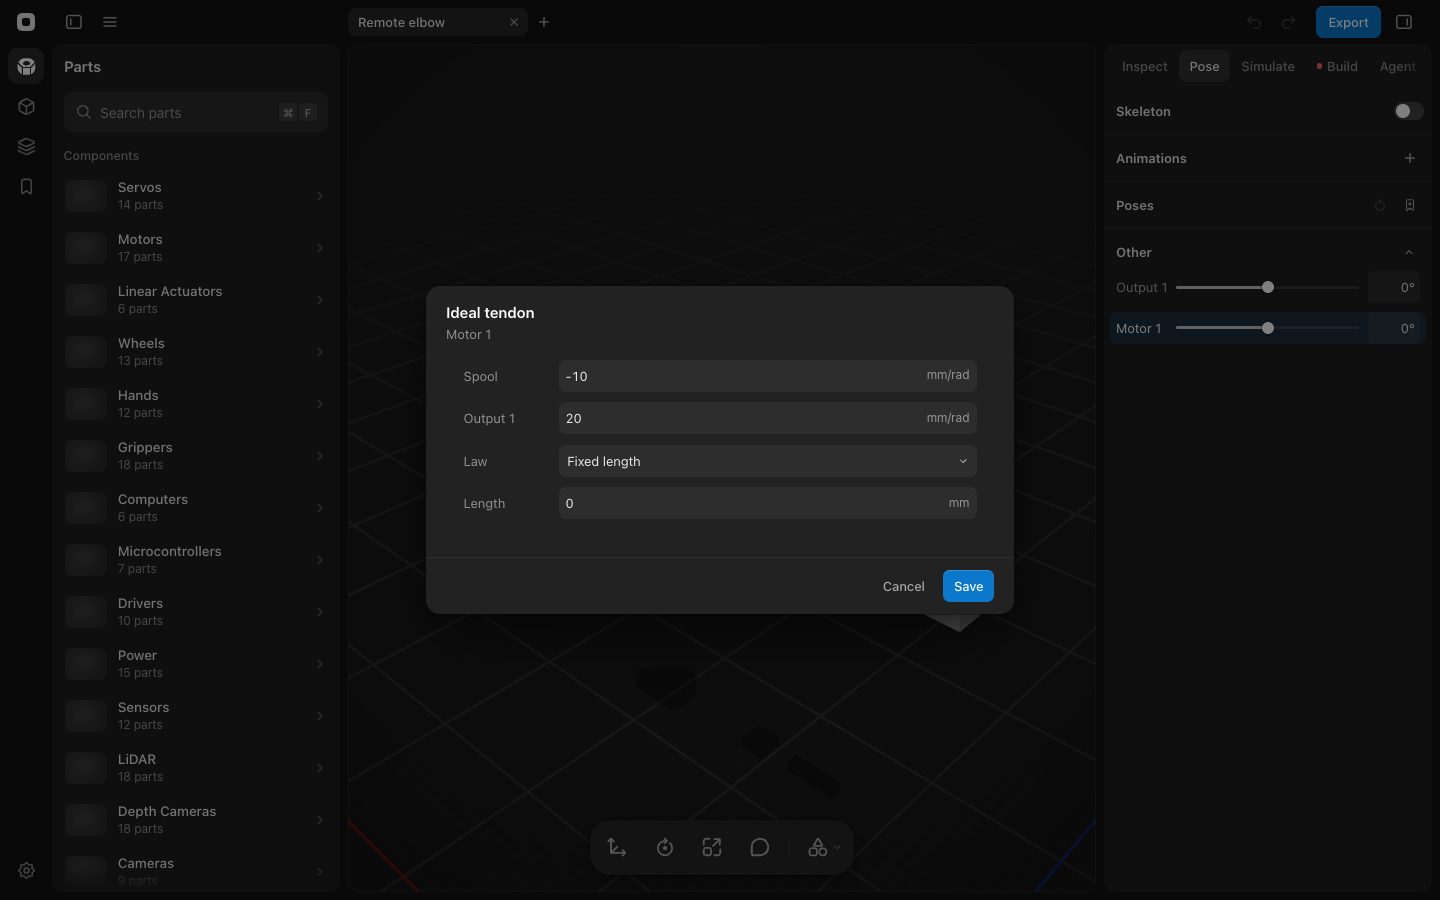 Remote elbow
Export
Parts
Search parts
⌘ F
Components
Servos
14 parts
Motors
17 parts
Linear Actuators
6 parts
Wheels
13 parts
Hands
12 parts
Grippers
18 parts
Computers
6 parts
Microcontrollers
7 parts
Drivers
10 parts
Power
15 parts
Sensors
12 parts
LiDAR
18 parts
Depth Cameras
18 parts
Cameras
9 parts
Ideal tendon
Motor 1
Spool -10 mm/rad
Output 1 20 mm/rad
Law Fixed length
Length 0 mm
Cancel Save
Inspect Pose Simulate Build Agent
Skeleton
Animations
Poses
Other
Output 1 0°
Motor 1 0°